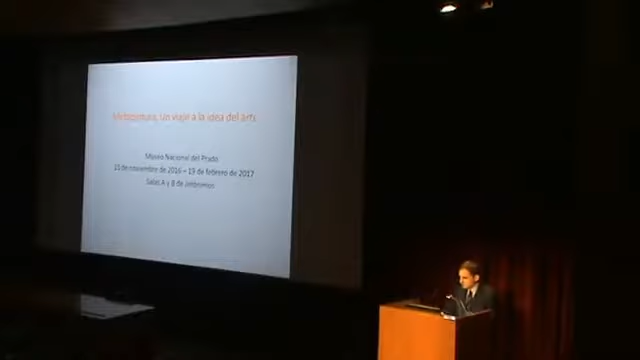 Metapintura. Un viaje a la idea del arte
Museo Nacional del Prado
15 de noviembre de 2016 – 19 de febrero de 2017
Salas A y B de Jerónimos